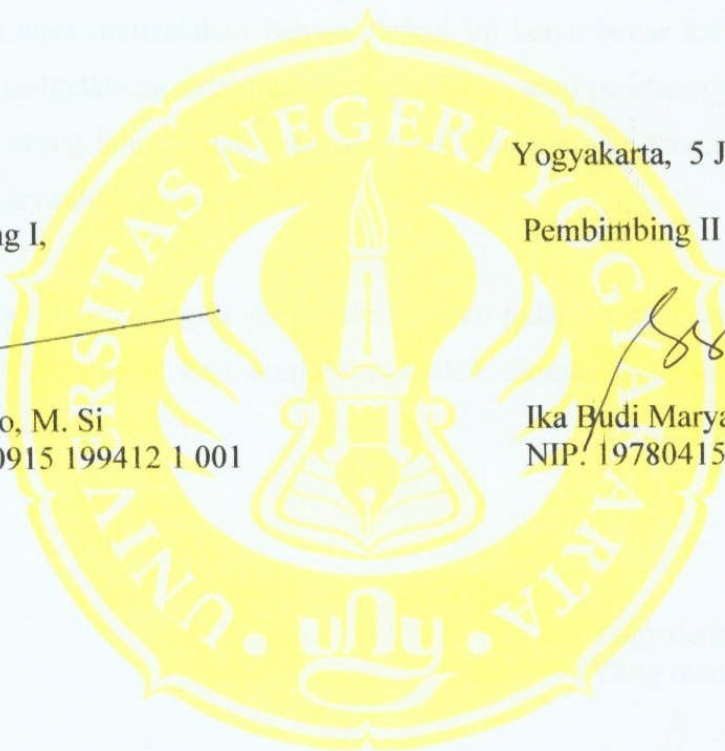 Yogyakarta, 5 J
g I,
Pembimbing II
o, M. Si
0915 199412 1 001
Ika Budi Marya
NIP. 19780415
UNIVERSITAS NEGERI YOGYAKARTA
uny